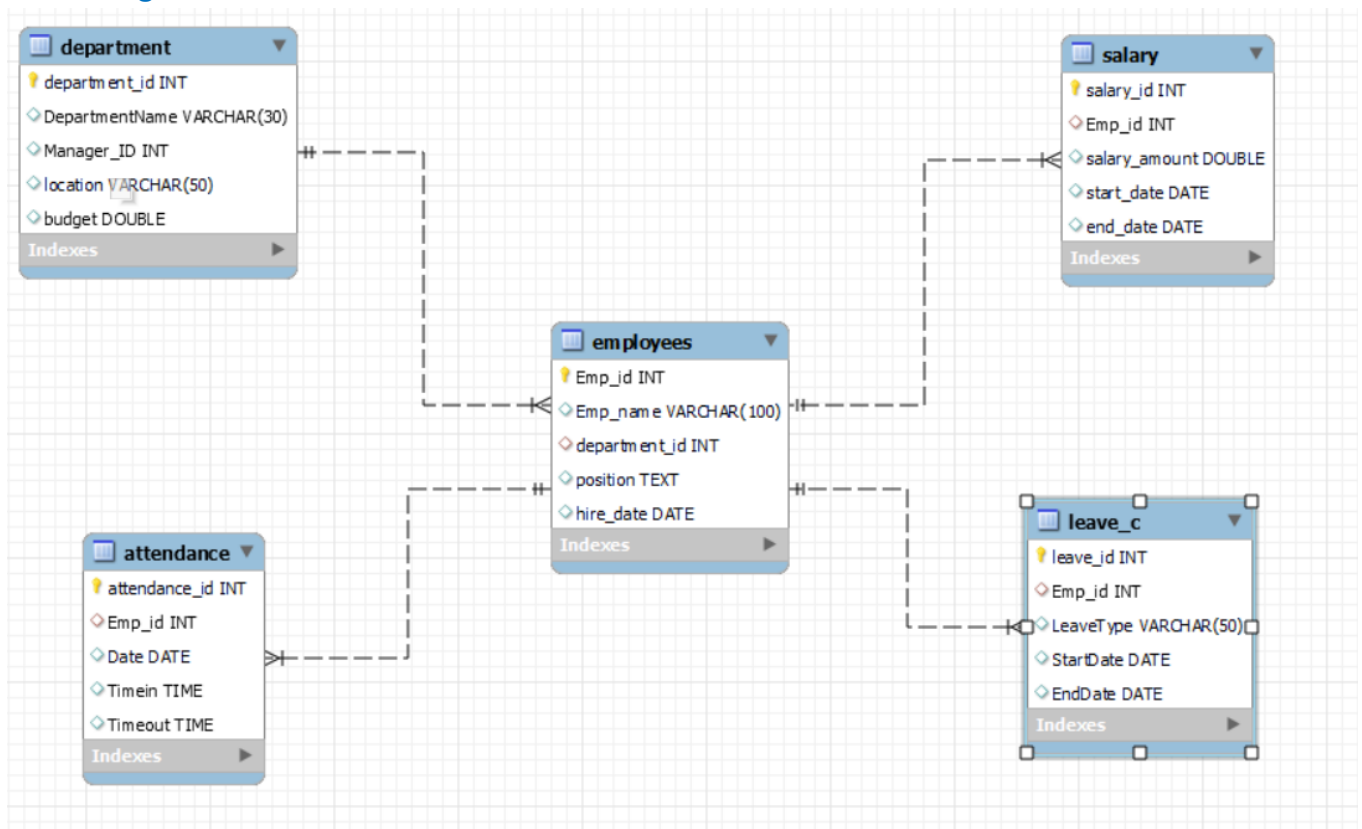 department
department_id INT
DepartmentName VARCHAR(30)
Manager_ID INT
location VARCHAR(50)
budget DOUBLE
Indexes
salary
salary_id INT
Emp_id INT
salary_amount DOUBLE
start_date DATE
end_date DATE
Indexes
employees
Emp_id INT
Emp_name VARCHAR(100)
department_id INT
position TEXT
hire_date DATE
Indexes
attendance
attendance_id INT
Emp_id INT
Date DATE
Timein TIME
Timeout TIME
Indexes
leave_c
leave_id INT
Emp_id INT
LeaveType VARCHAR(50)
StartDate DATE
EndDate DATE
Indexes